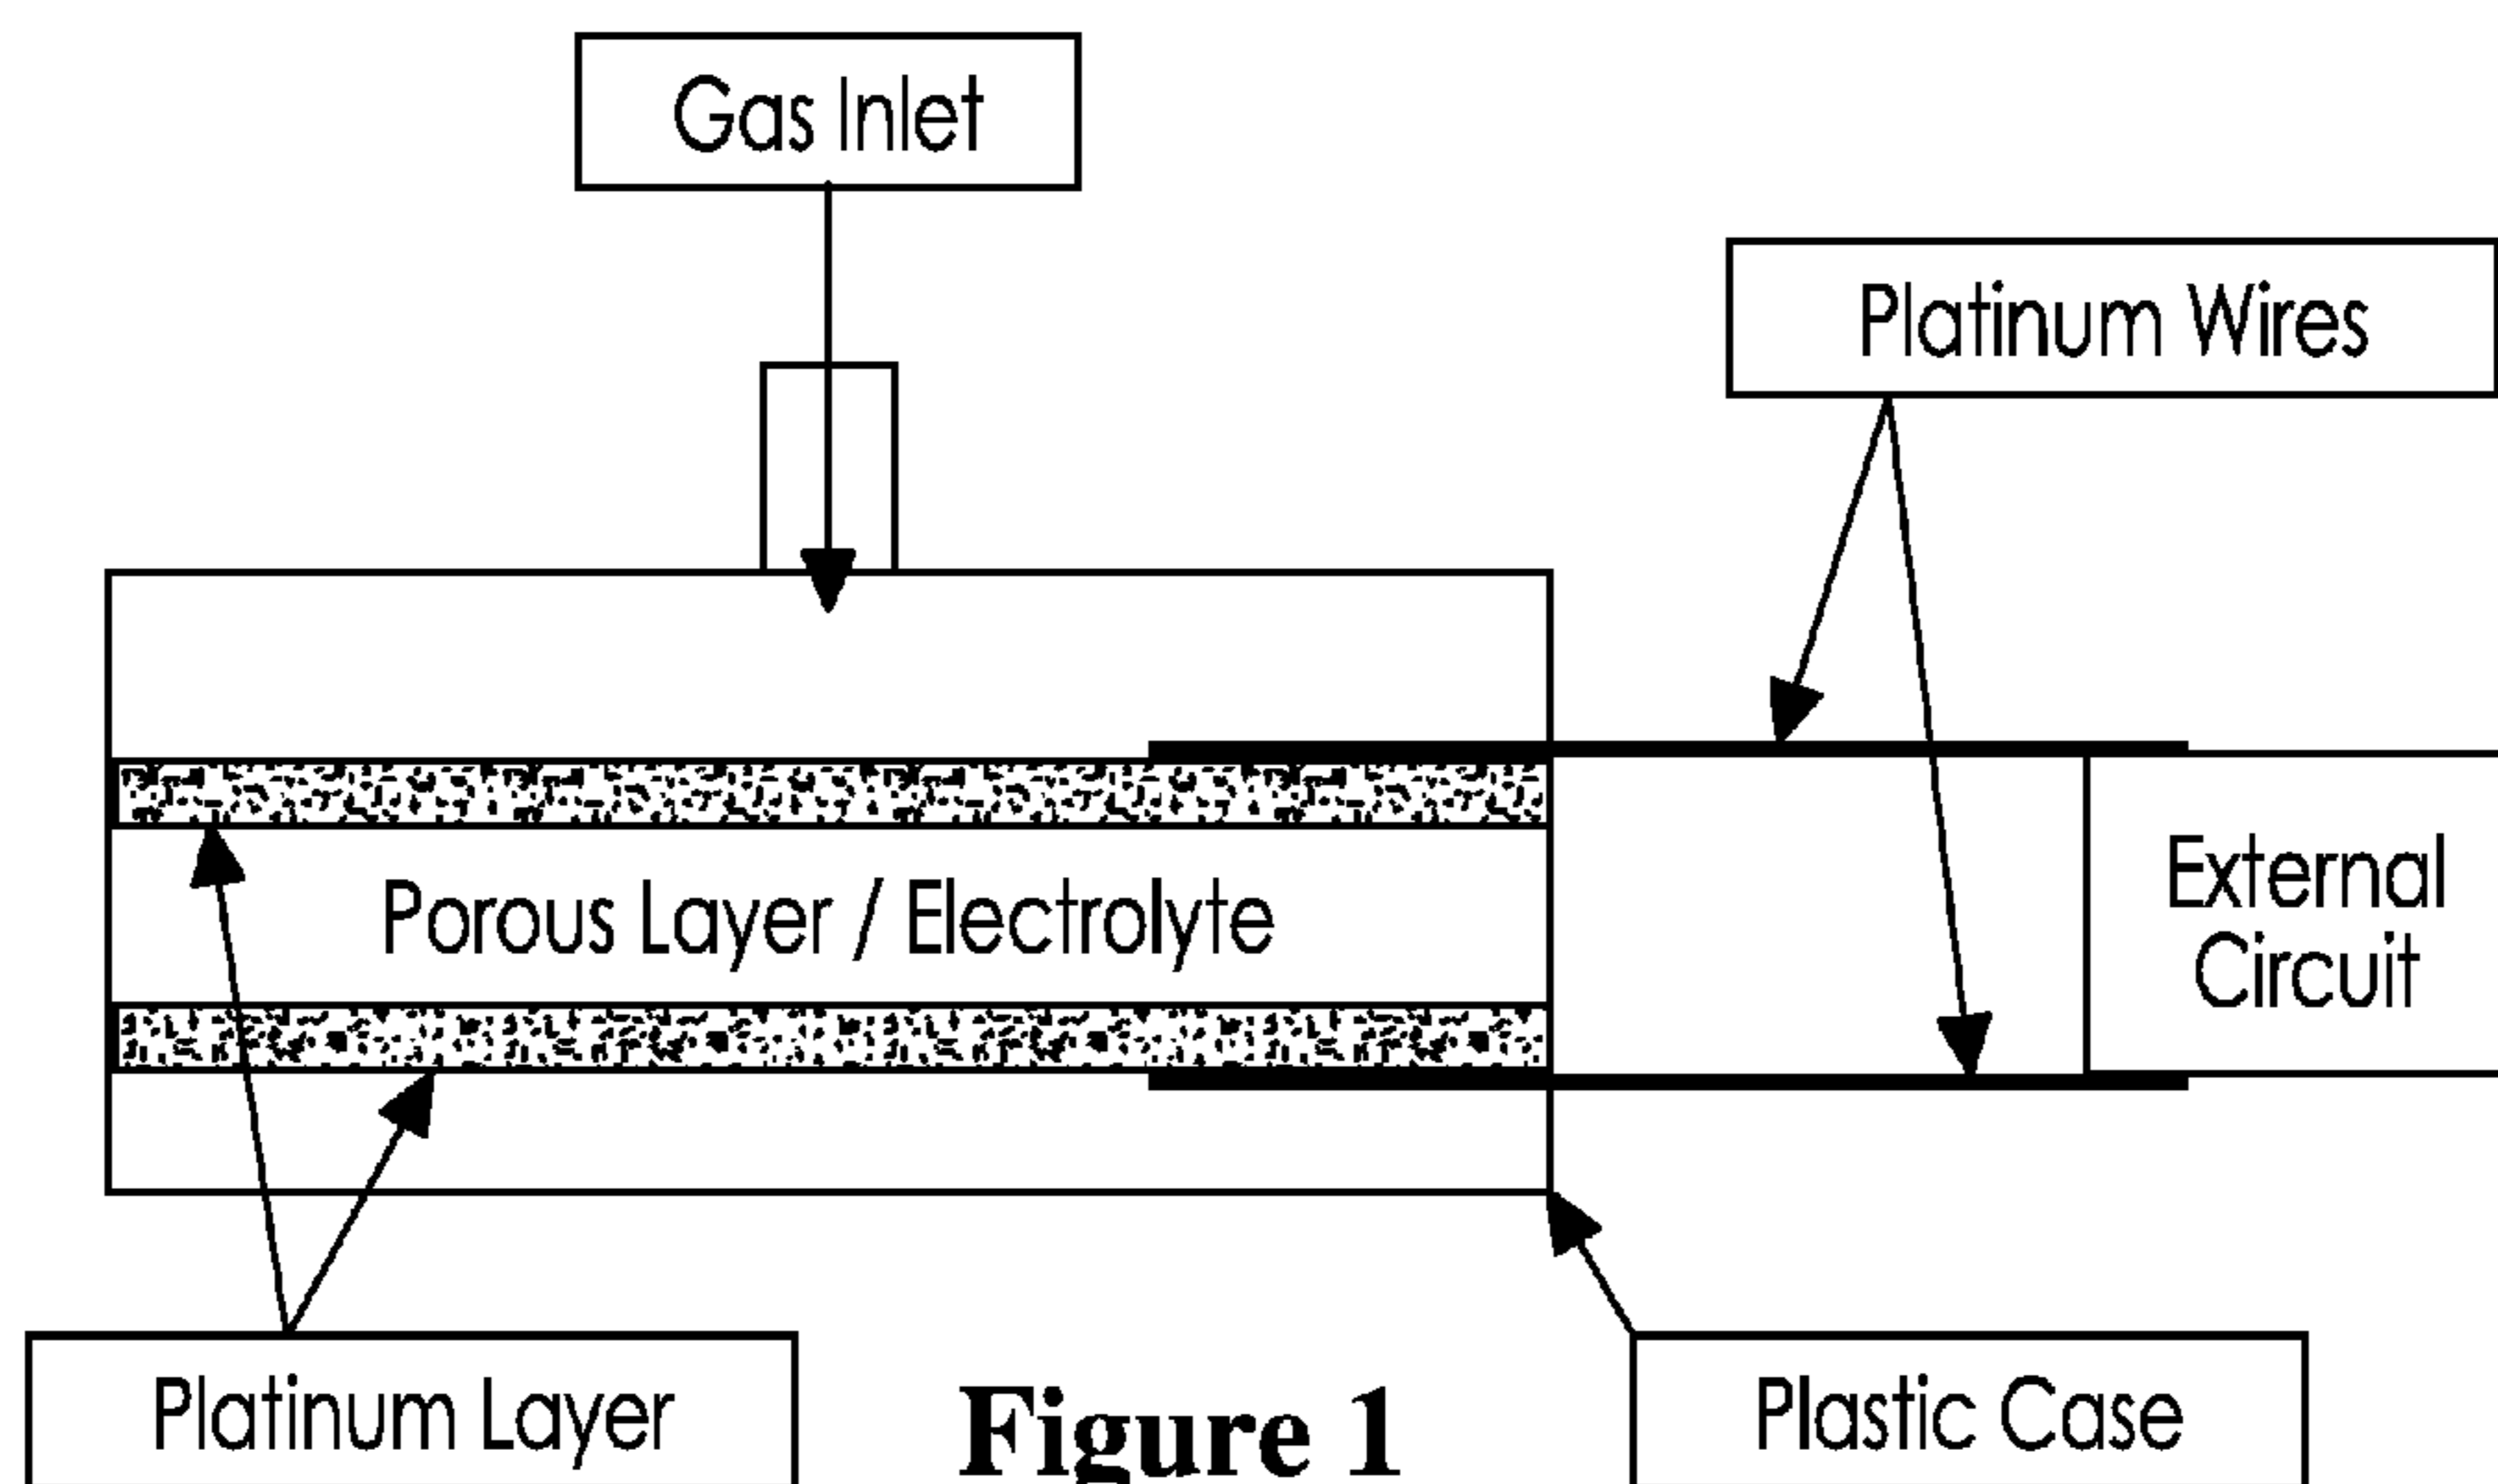 Gas Inlet
Platinum Wires
Porous Layer / Electrolyte
External
Circuit
Platinum Layer
Figure 1
Plastic Case